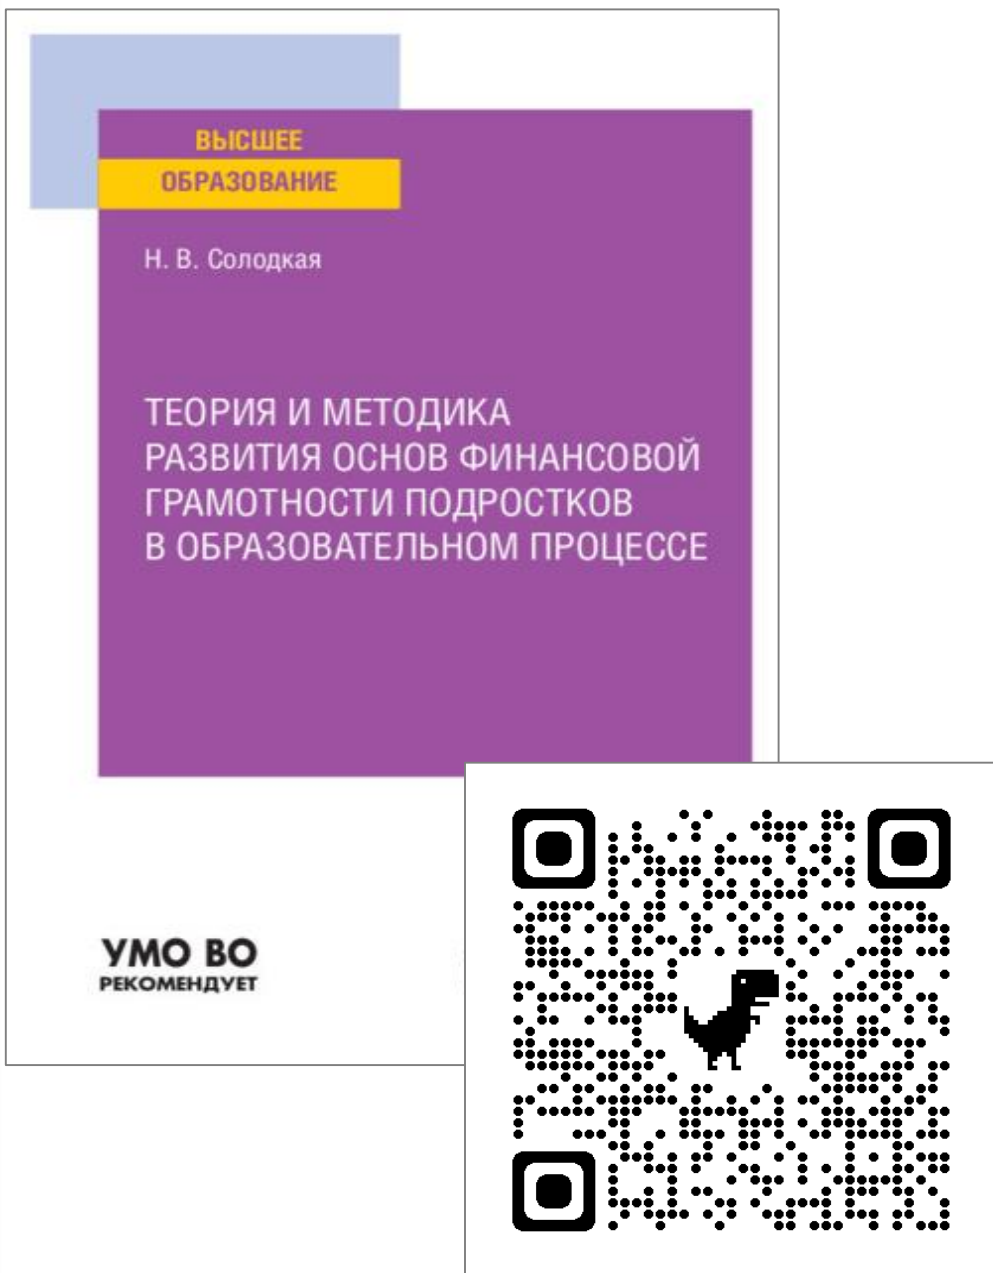 ВЫСШЕЕ
ОБРАЗОВАНИЕ
Н. В. Солодкая
ТЕОРИЯ И МЕТОДИКА
РАЗВИТИЯ ОСНОВ ФИНАНСОВОЙ
ГРАМОТНОСТИ ПОДРОСТКОВ
В ОБРАЗОВАТЕЛЬНОМ ПРОЦЕССЕ
УМО ВО
РЕКОМЕНДУЕТ